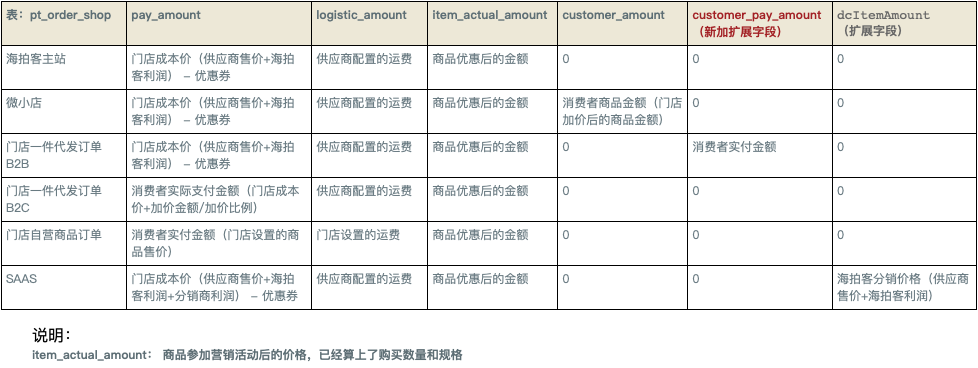 表：pt_order_shop	pay_amount	logistic_amount	item_actual_amount	customer_amount	customer_pay_amount（新加扩展字段）	dcItemAmount（扩展字段）
海拍客主站	门店成本价（供应商售价+海拍客利润）－优惠券	供应商配置的运费	商品优惠后的金额	0	0	0
微小店	门店成本价（供应商售价+海拍客利润）－优惠券	供应商配置的运费	商品优惠后的金额	消费者商品金额（门店加价后的商品金额）	0	0
门店一件代发订单B2B	门店成本价（供应商售价+海拍客利润）－优惠券	供应商配置的运费	商品优惠后的金额	0	消费者实付金额	0
门店一件代发订单B2C	消费者实际支付金额（门店成本价+加价金额/加价比例）	供应商配置的运费	商品优惠后的金额	0	0	0
门店自营商品订单	消费者实付金额（门店设置的商品售价）	门店设置的运费	商品优惠后的金额	0	0	0
SAAS	门店成本价（供应商售价+海拍客利润+分销商利润）－优惠券	供应商配置的运费	商品优惠后的金额	0	0	海拍客分销价格（供应商售价+海拍客利润）
说明：
item_actual_amount： 商品参加营销活动后的价格，已经算上了购买数量和规格